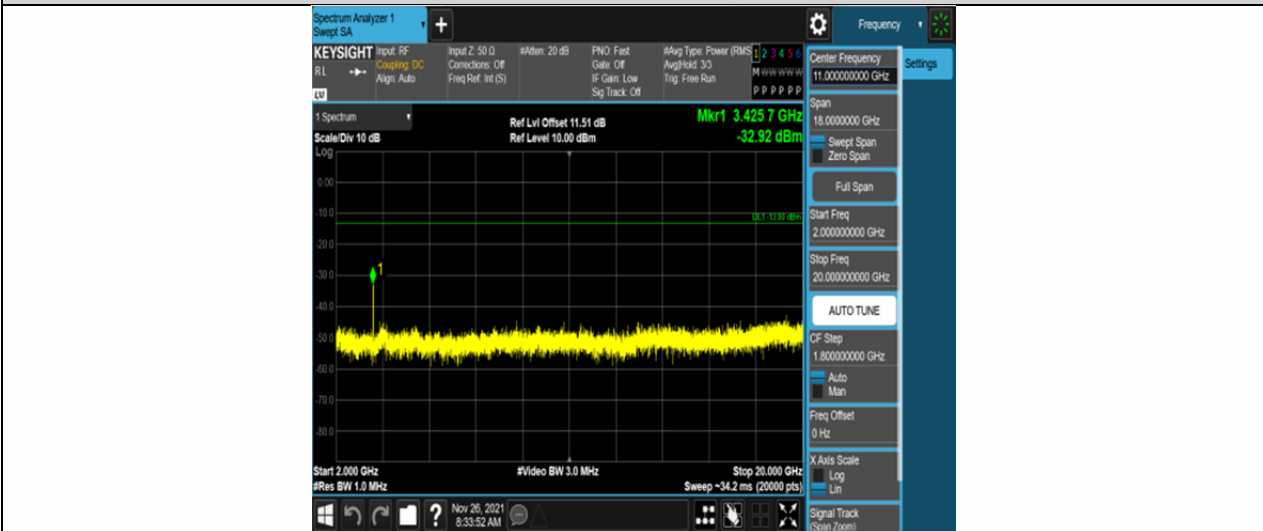 Spectrum Analyzer 1
Swept SA
+
Frequency
KEYSIGHT
RL
LV
Input: RF
Coupling: DC
Align: Auto
Input Z: 50 Ω
Corrections: Off
Freq Ref: Int (S)
#Atten: 20 dB
PNO: Fast
Gate: Off
IF Gain: Low
Sig Track: Off
#Avg Type: Power (RMS
Avg|Hold: 3/3
Trig: Free Run
1 2 3 4 5 6
M W W W W W
P P P P P P
1 Spectrum
Scale/Div 10 dB
Log
Ref Lvl Offset 11.51 dB
Ref Level 10.00 dBm
Mkr1 3.425 7 GHz
-32.92 dBm
0.00
-10.0
DL1 -13.00 dBm
-20.0
-30.0
1
-40.0
-50.0
-60.0
-70.0
-80.0
Start 2.000 GHz
#Res BW 1.0 MHz
#Video BW 3.0 MHz
Stop 20.000 GHz
Sweep ~34.2 ms (20000 pts)
?
Nov 26, 2021
8:33:52 AM
Center Frequency
11.000000000 GHz
Settings
Span
18.0000000 GHz
Swept Span
Zero Span
Full Span
Start Freq
2.000000000 GHz
Stop Freq
20.000000000 GHz
AUTO TUNE
CF Step
1.800000000 GHz
Auto
Man
Freq Offset
0 Hz
X Axis Scale
Log
Lin
Signal Track
(Span Zoom)